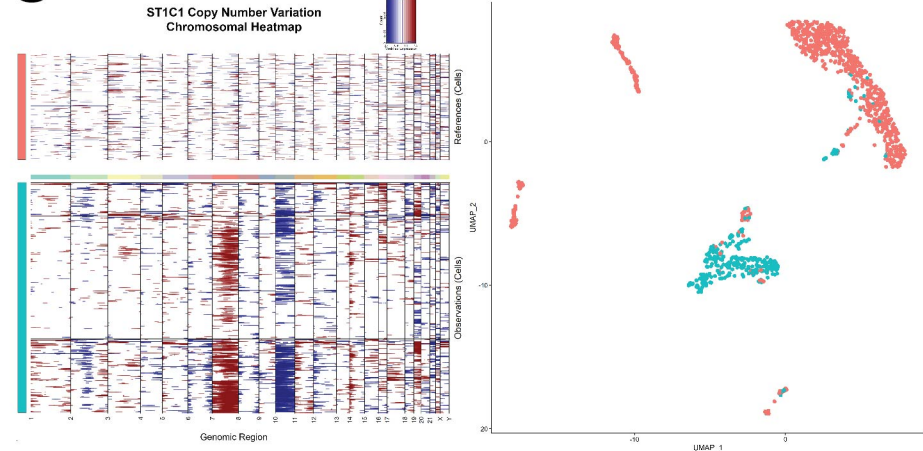 ST1C1 Copy Number Variation
Chromosomal Heatmap
References (Cells)
Observations (Cells)
1 2 3 4 5 6 7 8 9 10 11 12 13 14 15 16 17 18 19 20 21 X Y
Genomic Region
UMAP_2
0
-10
20
-10
0
UMAP_1